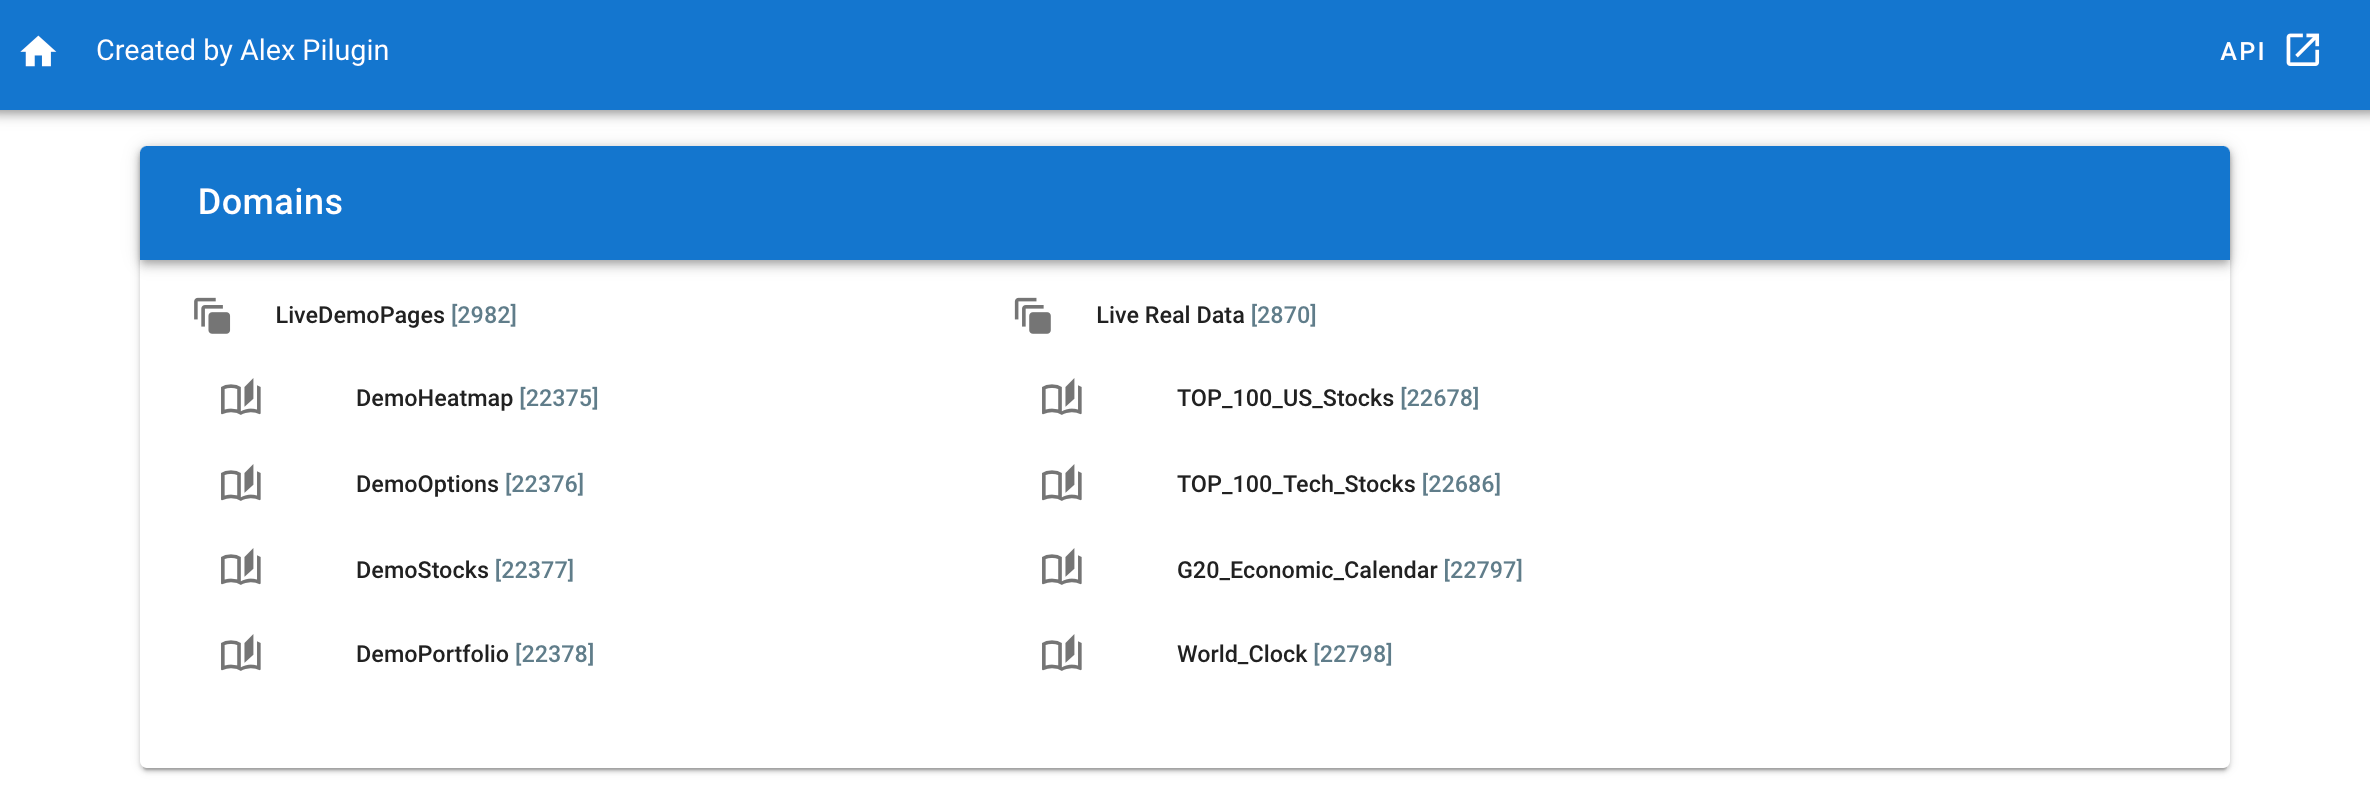 Created by Alex Pilugin
API
Domains
LiveDemoPages [2982]
DemoHeatmap [22375]
DemoOptions [22376]
DemoStocks [22377]
DemoPortfolio [22378]
Live Real Data [2870]
TOP_100_US_Stocks [22678]
TOP_100_Tech_Stocks [22686]
G20_Economic_Calendar [22797]
World_Clock [22798]